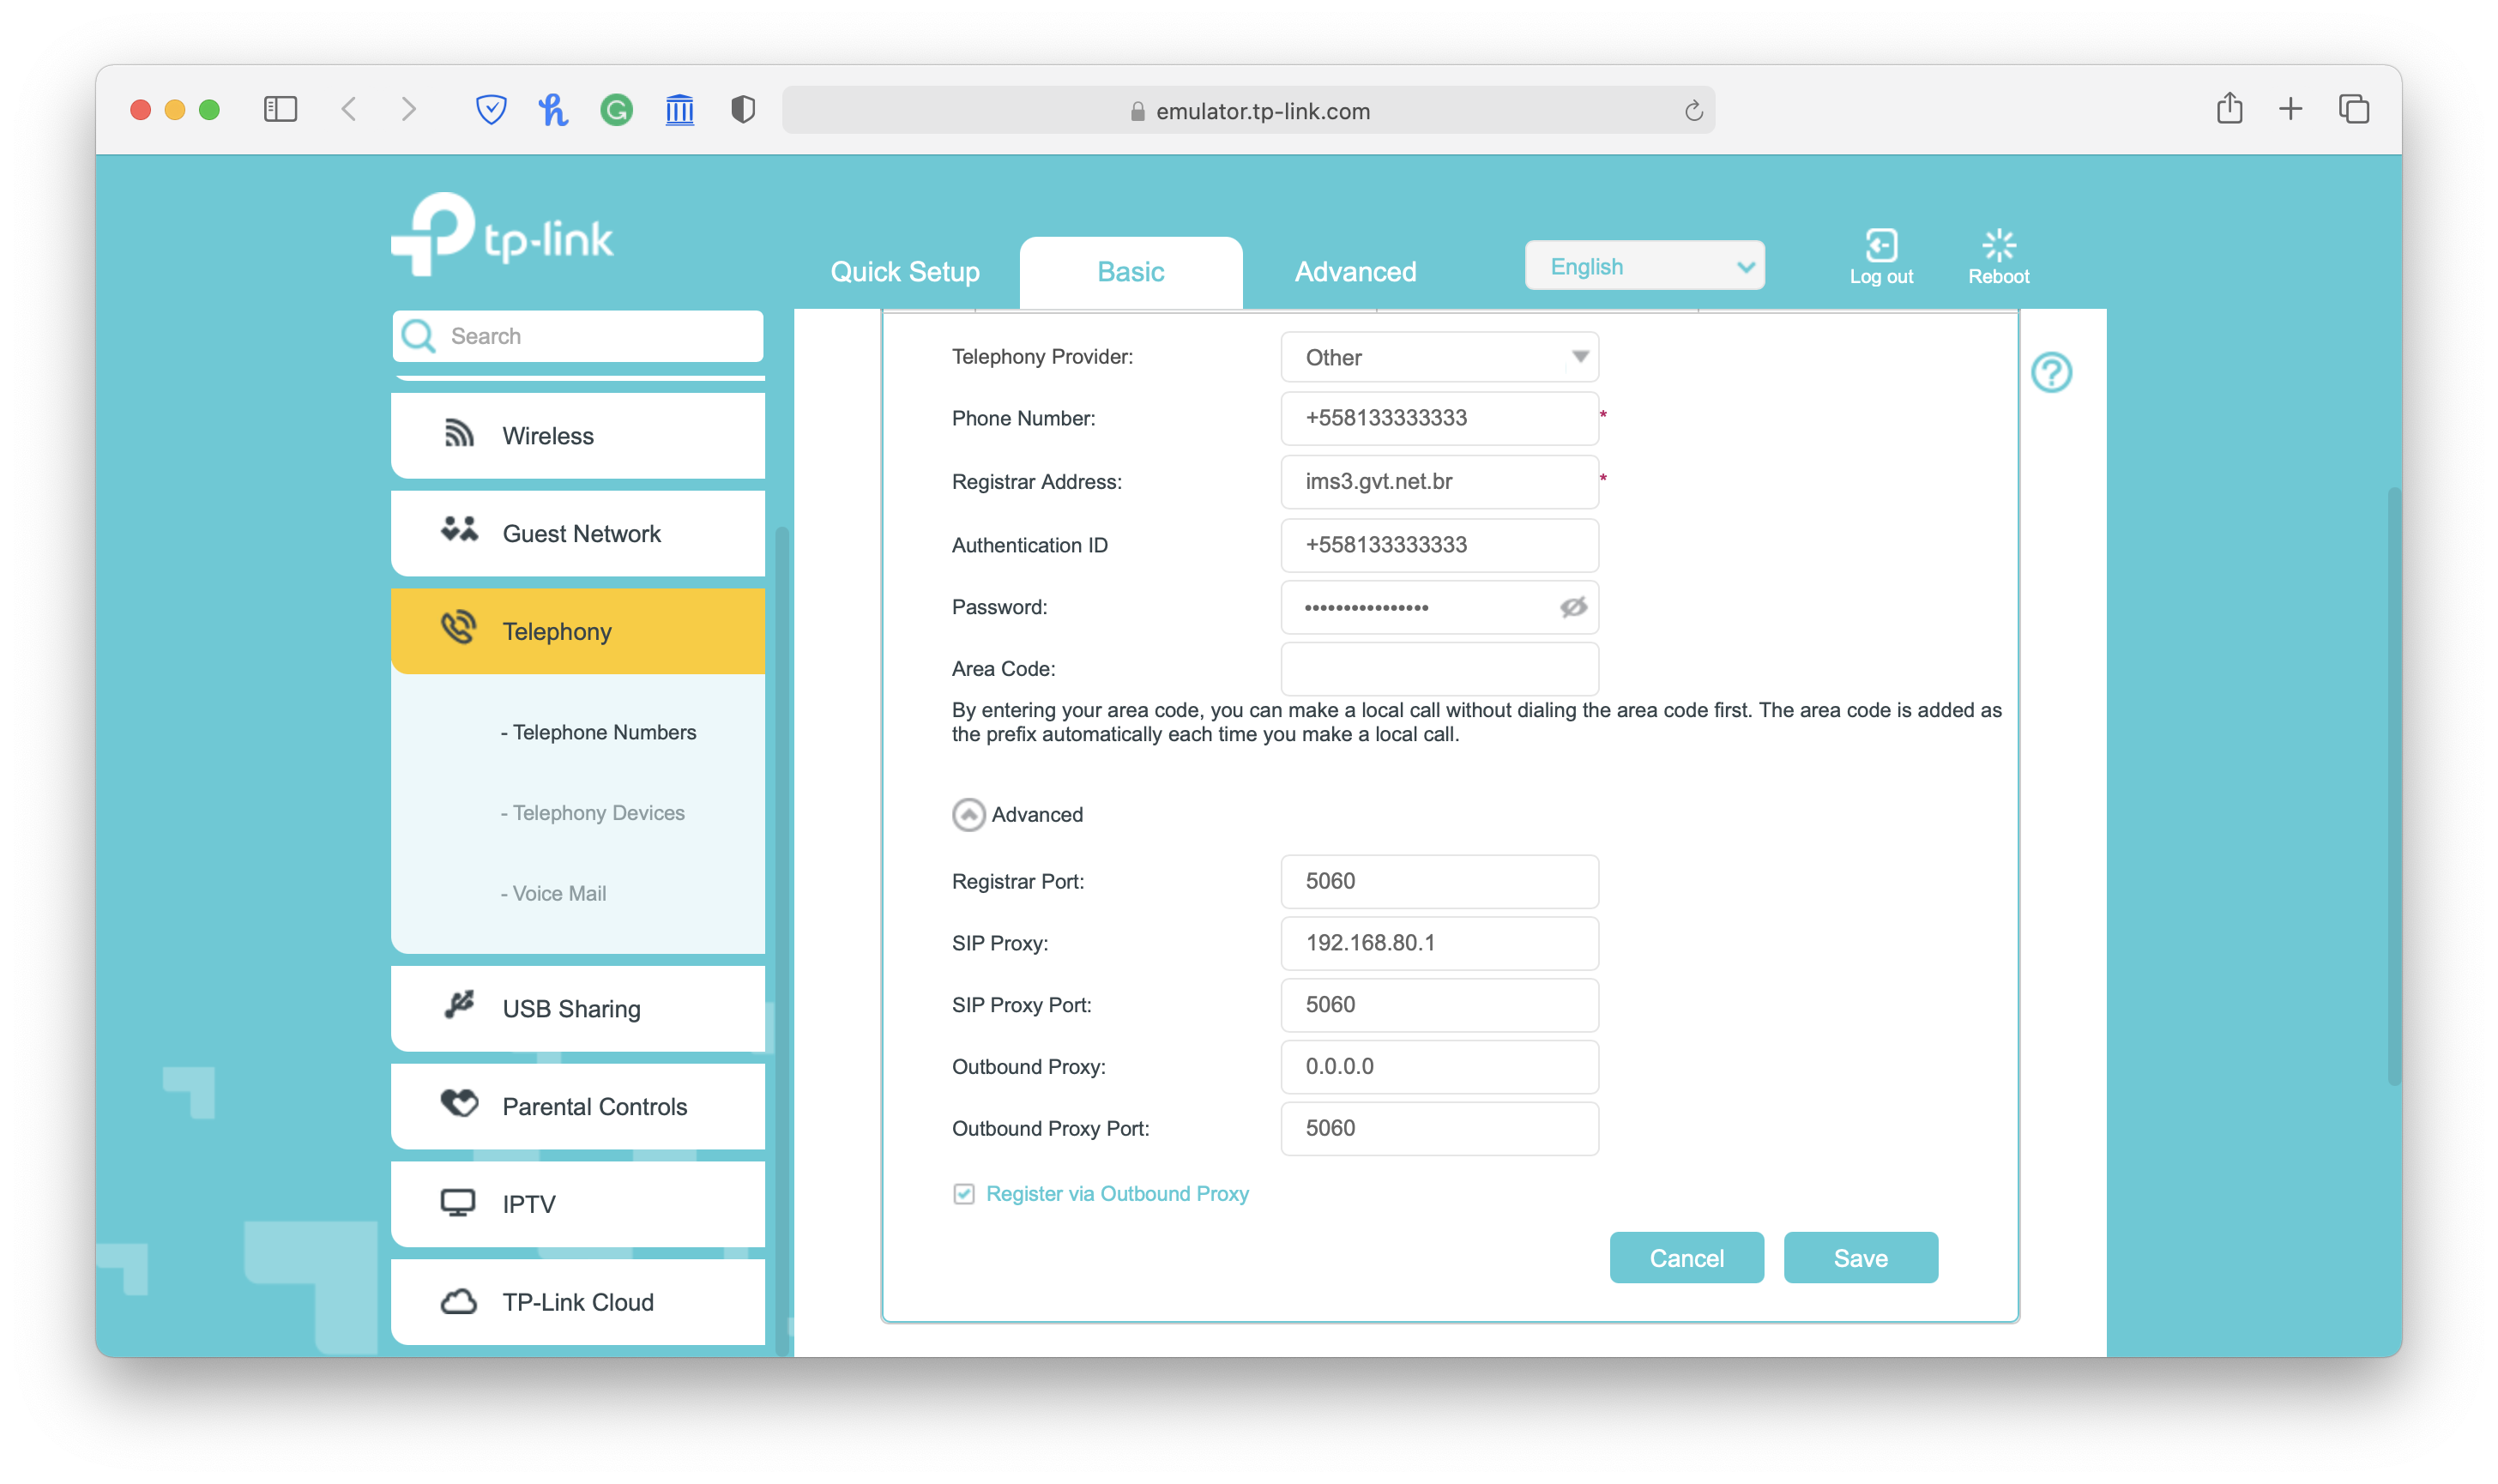 emulator.tp-link.com
tp-link
Quick Setup
Basic
Advanced
English
Log out
Reboot
Search
Wireless
Guest Network
Telephony
- Telephone Numbers
- Telephony Devices
- Voice Mail
USB Sharing
Parental Controls
IPTV
TP-Link Cloud
Telephony Provider: Other
Phone Number: +558133333333 *
Registrar Address: ims3.gvt.net.br *
Authentication ID +558133333333
Password: ••••••••••••••••
Area Code:
By entering your area code, you can make a local call without dialing the area code first. The area code is added as
the prefix automatically each time you make a local call.
Advanced
Registrar Port: 5060
SIP Proxy: 192.168.80.1
SIP Proxy Port: 5060
Outbound Proxy: 0.0.0.0
Outbound Proxy Port: 5060
Register via Outbound Proxy
Cancel
Save